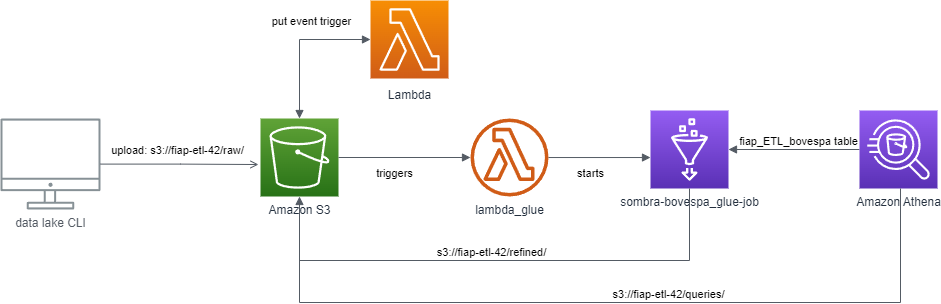 put event trigger
Lambda
upload: s3://fiap-etl-42/raw/
fiap_ETL_bovespa table
triggers
starts
data lake CLI
Amazon S3
lambda_glue
sombra-bovespa_glue-job
Amazon Athena
s3://fiap-etl-42/refined/
s3://fiap-etl-42/queries/